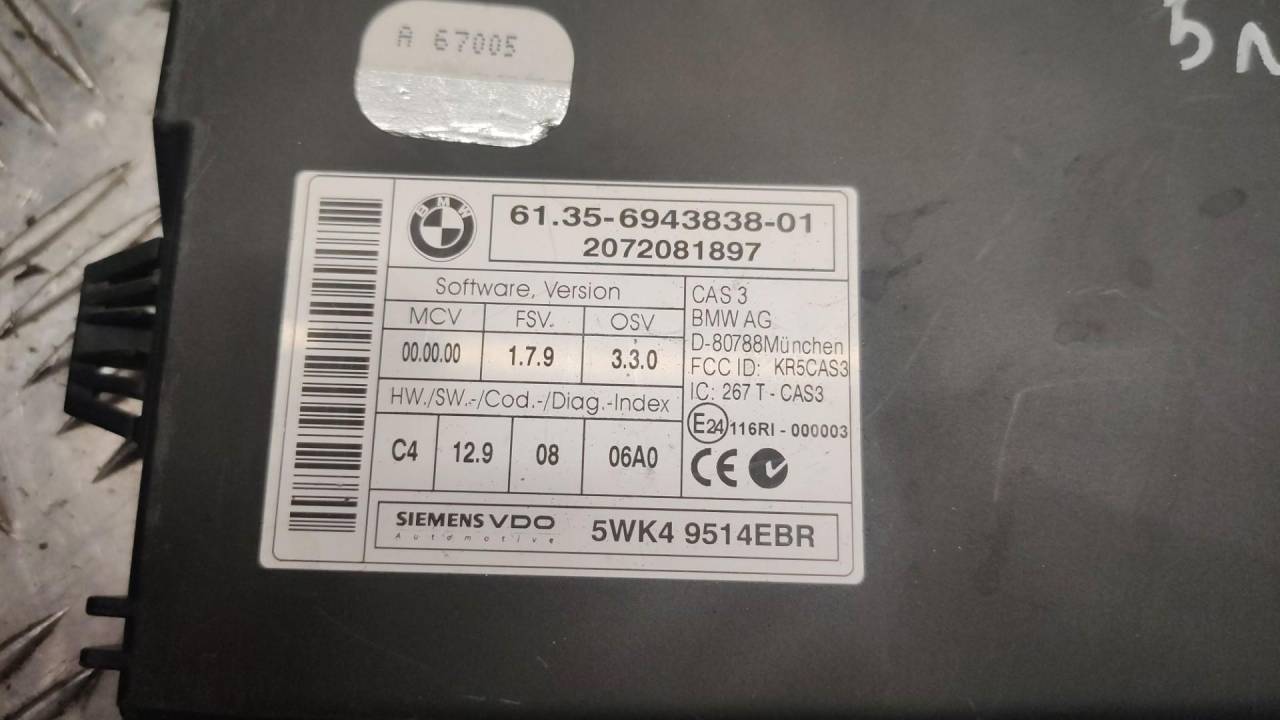 A 67005
5N
BMW
61.35-6943838-01
2072081897
Software, Version
MCV FSV. OSV
00.00.00 1.7.9 3.3.0
HW./SW.-/Cod.-/Diag.-Index
C4 12.9 08 06A0
CAS 3
BMW AG
D-80788München
FCC ID: KR5CAS3
IC: 267 T - CAS3
E24 116RI - 000003
CE
SIEMENS VDO
Automotive
5WK4 9514EBR